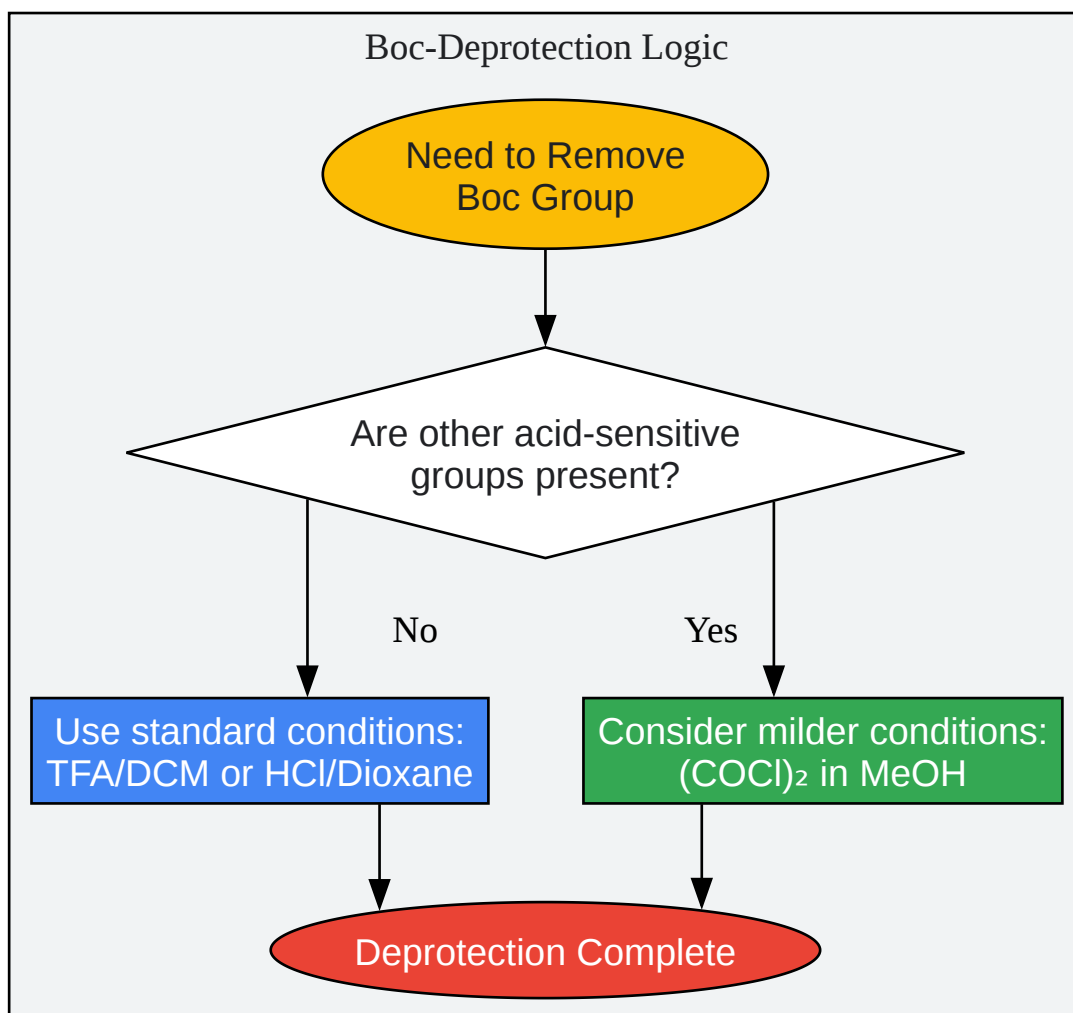 Boc-Deprotection Logic
Need to Remove
Boc Group
Are other acid-sensitive
groups present?
No
Yes
Use standard conditions:
TFA/DCM or HCl/Dioxane
Consider milder conditions:
(COCl)₂ in MeOH
Deprotection Complete